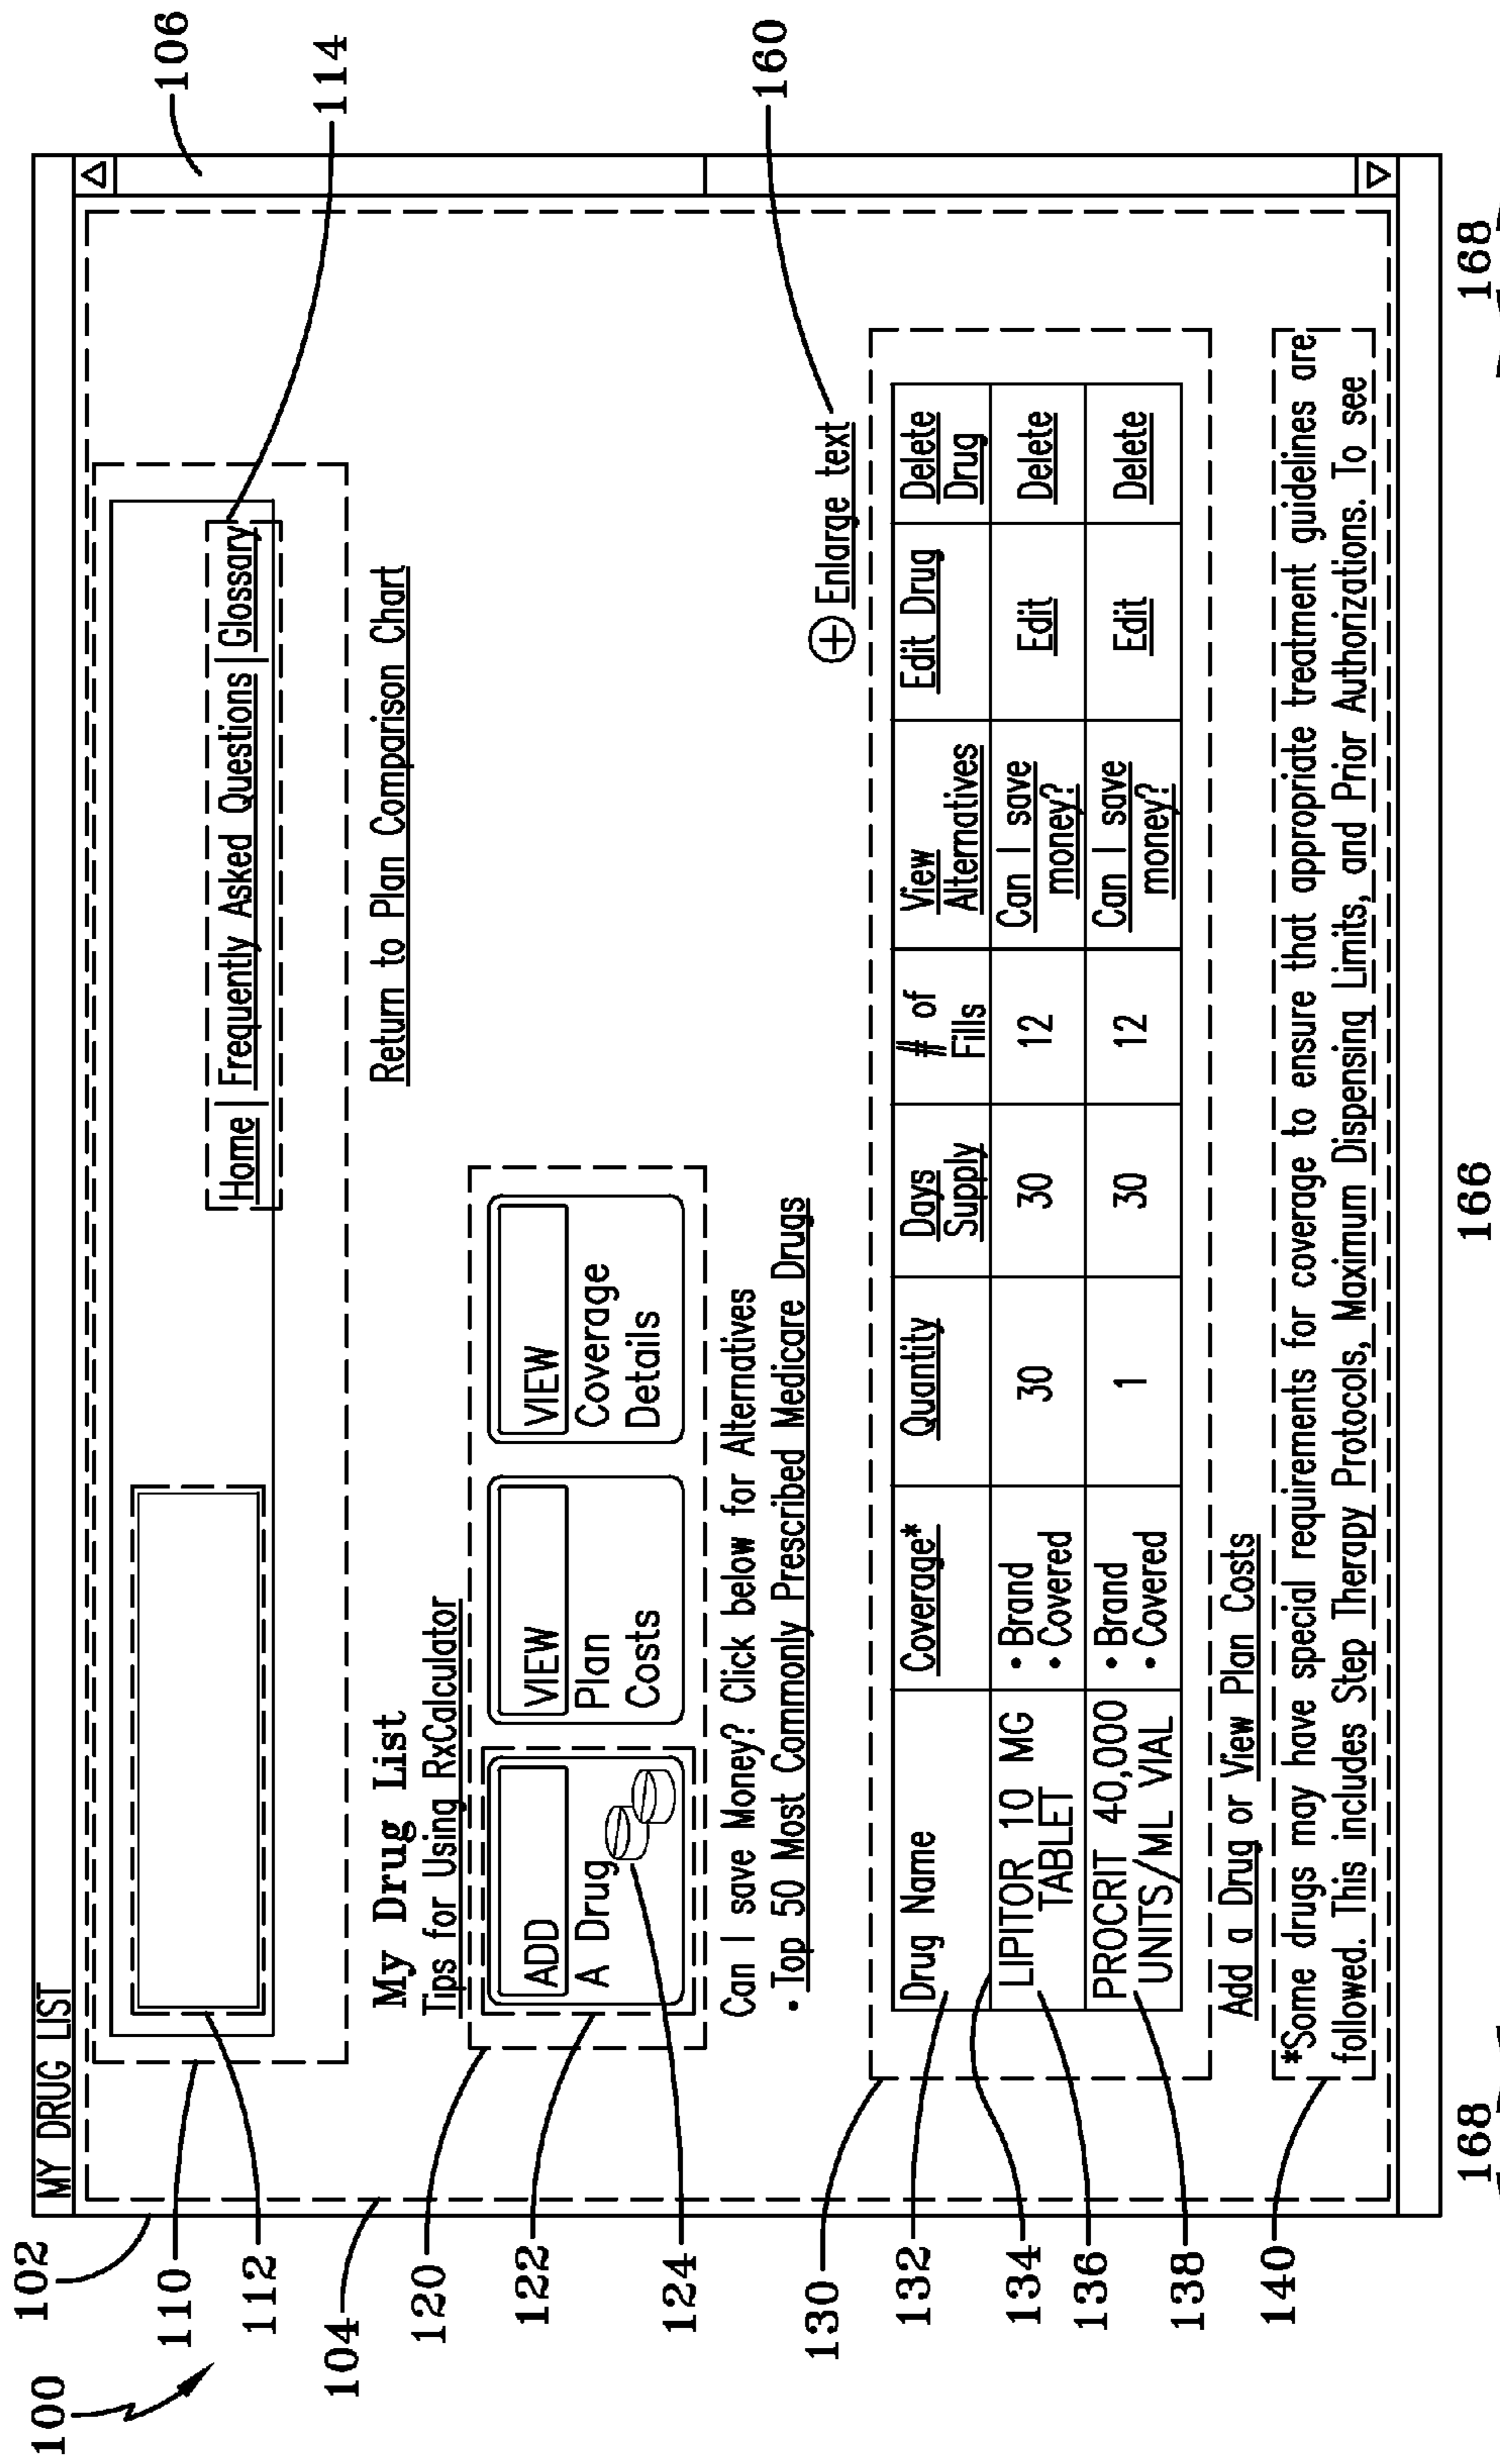 100
102
MY DRUG LIST
106
110
112
Home | Frequently Asked Questions | Glossary
114
104
My Drug List
Return to Plan Comparison Chart
Tips for Using RxCalculator
120
122
ADD
A Drug
VIEW
Plan
Costs
VIEW
Coverage
Details
124
Can I save Money? Click below for Alternatives
• Top 50 Most Commonly Prescribed Medicare Drugs
Enlarge text
160
130
132
Drug Name Coverage* Quantity Days Supply # of Fills View Alternatives Edit Drug Delete Drug
134
136
LIPITOR 10 MG TABLET • Brand • Covered 30 30 12 Can I save money? Edit Delete
138
PROCRIT 40,000 UNITS/ML VIAL • Brand • Covered 1 30 12 Can I save money? Edit Delete
Add a Drug or View Plan Costs
140
*Some drugs may have special requirements for coverage to ensure that appropriate treatment guidelines are
followed. This includes Step Therapy Protocols, Maximum Dispensing Limits, and Prior Authorizations. To see
168
166
168